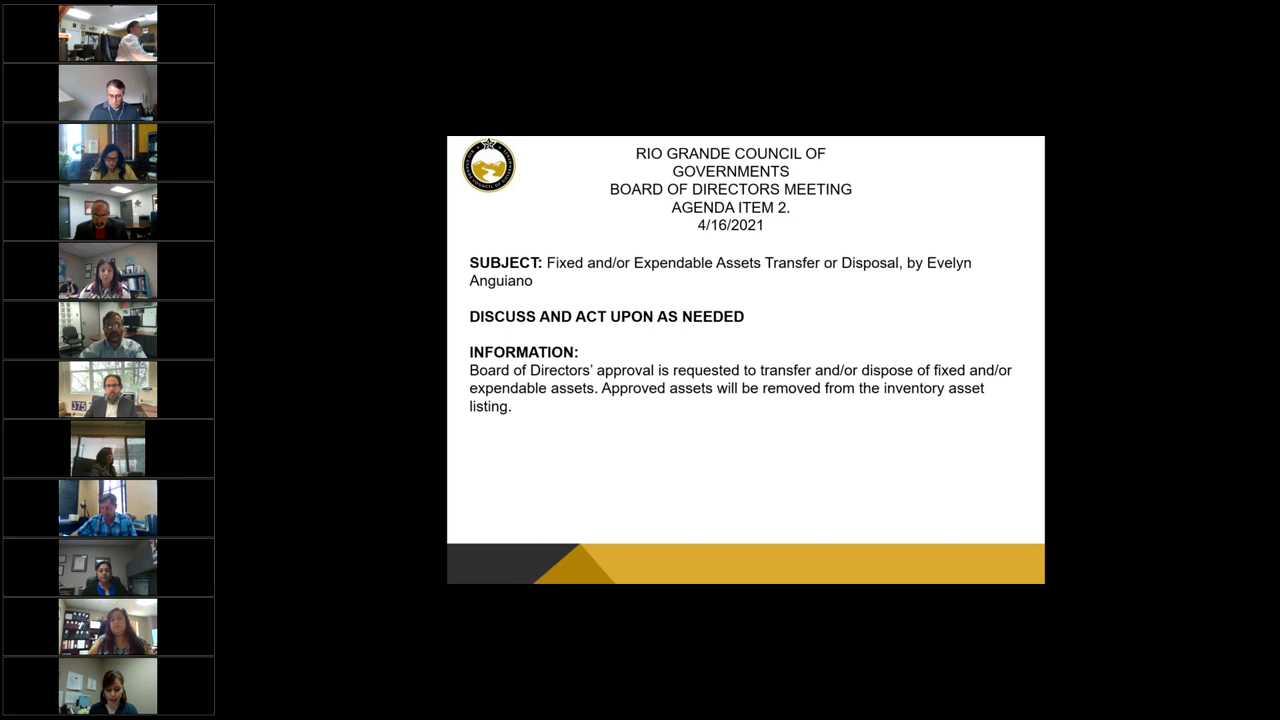 RIO GRANDE COUNCIL OF
GOVERNMENTS
BOARD OF DIRECTORS MEETING
AGENDA ITEM 2.
4/16/2021
SUBJECT: Fixed and/or Expendable Assets Transfer or Disposal, by Evelyn
Anguiano
DISCUSS AND ACT UPON AS NEEDED
INFORMATION:
Board of Directors’ approval is requested to transfer and/or dispose of fixed and/or
expendable assets. Approved assets will be removed from the inventory asset
listing.
375